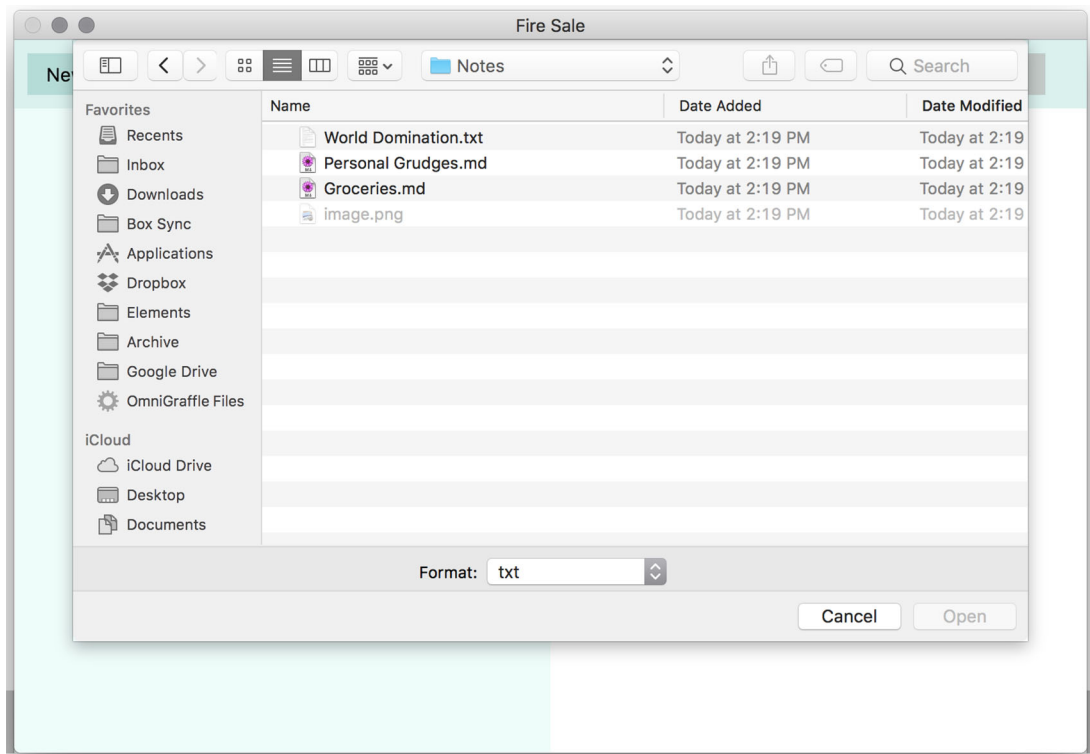 Fire Sale
Ne
Notes
Search
Favorites
Recents
Inbox
Downloads
Box Sync
Applications
Dropbox
Elements
Archive
Google Drive
OmniGraffle Files
iCloud
iCloud Drive
Desktop
Documents
Name Date Added Date Modified
World Domination.txt Today at 2:19 PM Today at 2:19
Personal Grudges.md Today at 2:19 PM Today at 2:19
Groceries.md Today at 2:19 PM Today at 2:19
image.png Today at 2:19 PM Today at 2:19
Format: txt
Cancel Open